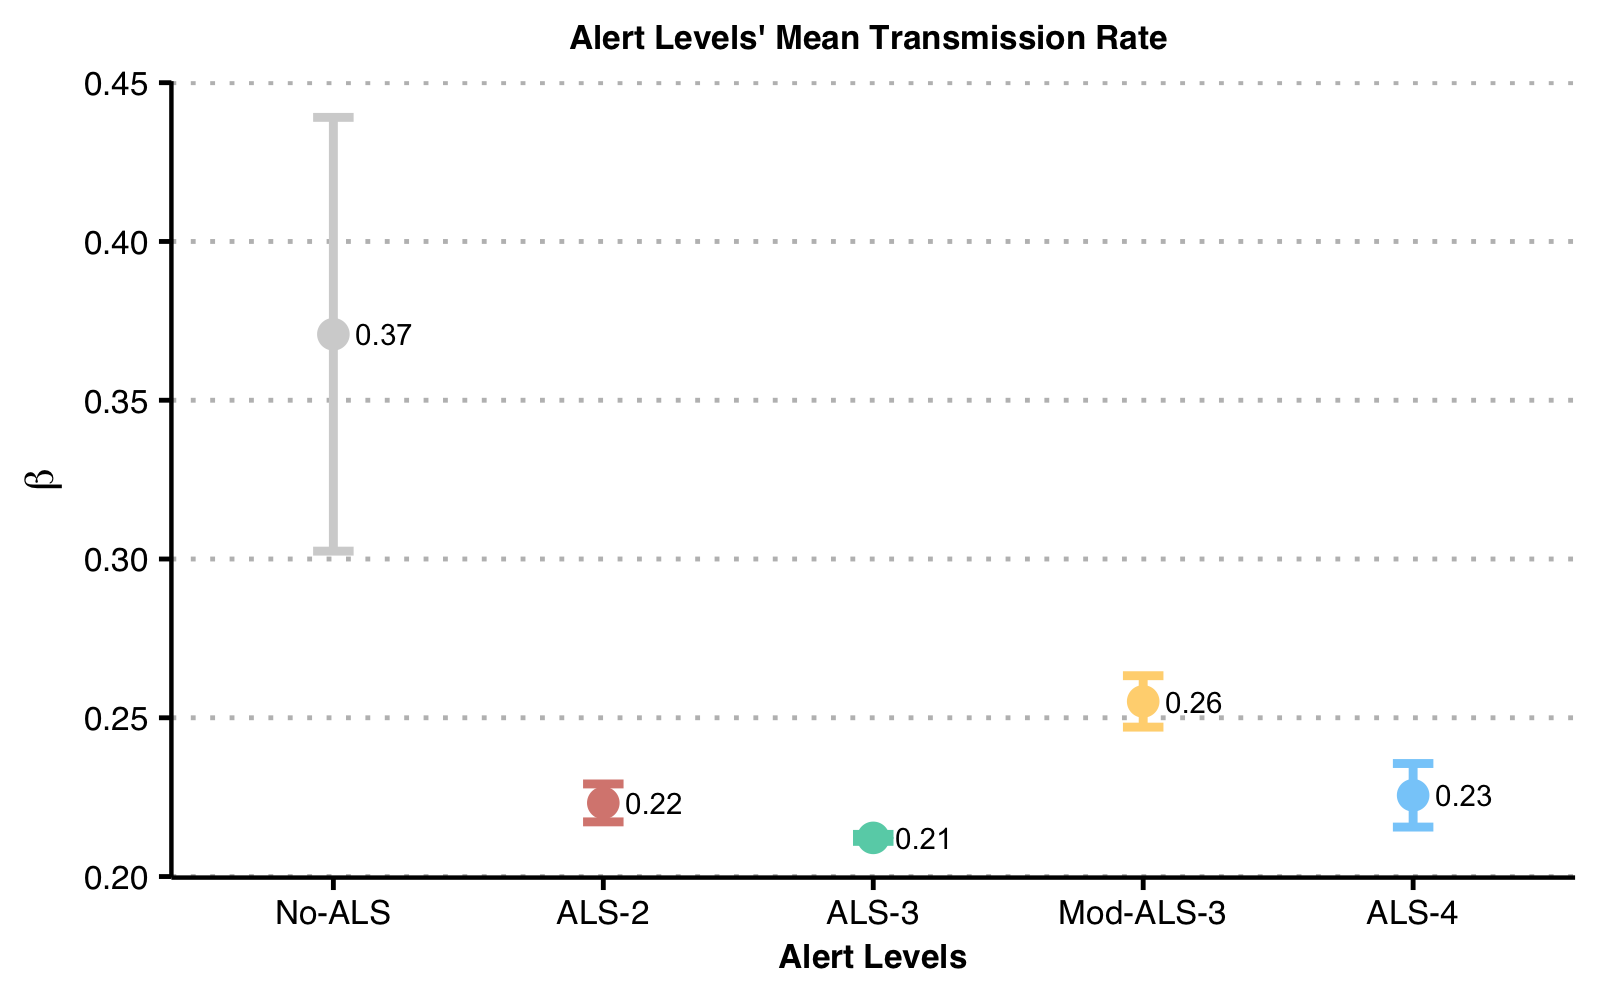 Alert Levels' Mean Transmission Rate
0.45
0.40
0.35
0.30
0.25
0.20
β
0.37
0.22
0.21
0.26
0.23
No-ALS
ALS-2
ALS-3
Mod-ALS-3
ALS-4
Alert Levels